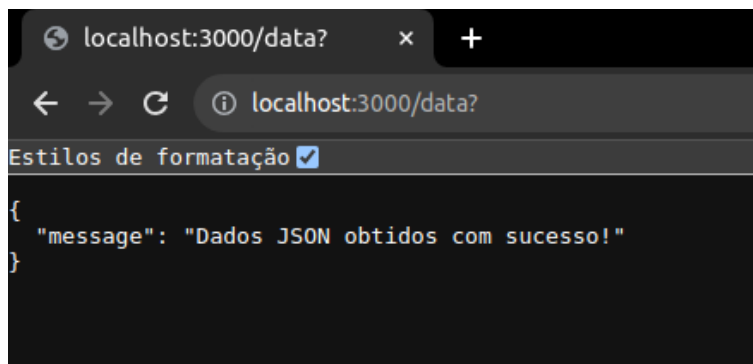 localhost:3000/data?
localhost:3000/data?
Estilos de formatação
{
  "message": "Dados JSON obtidos com sucesso!"
}